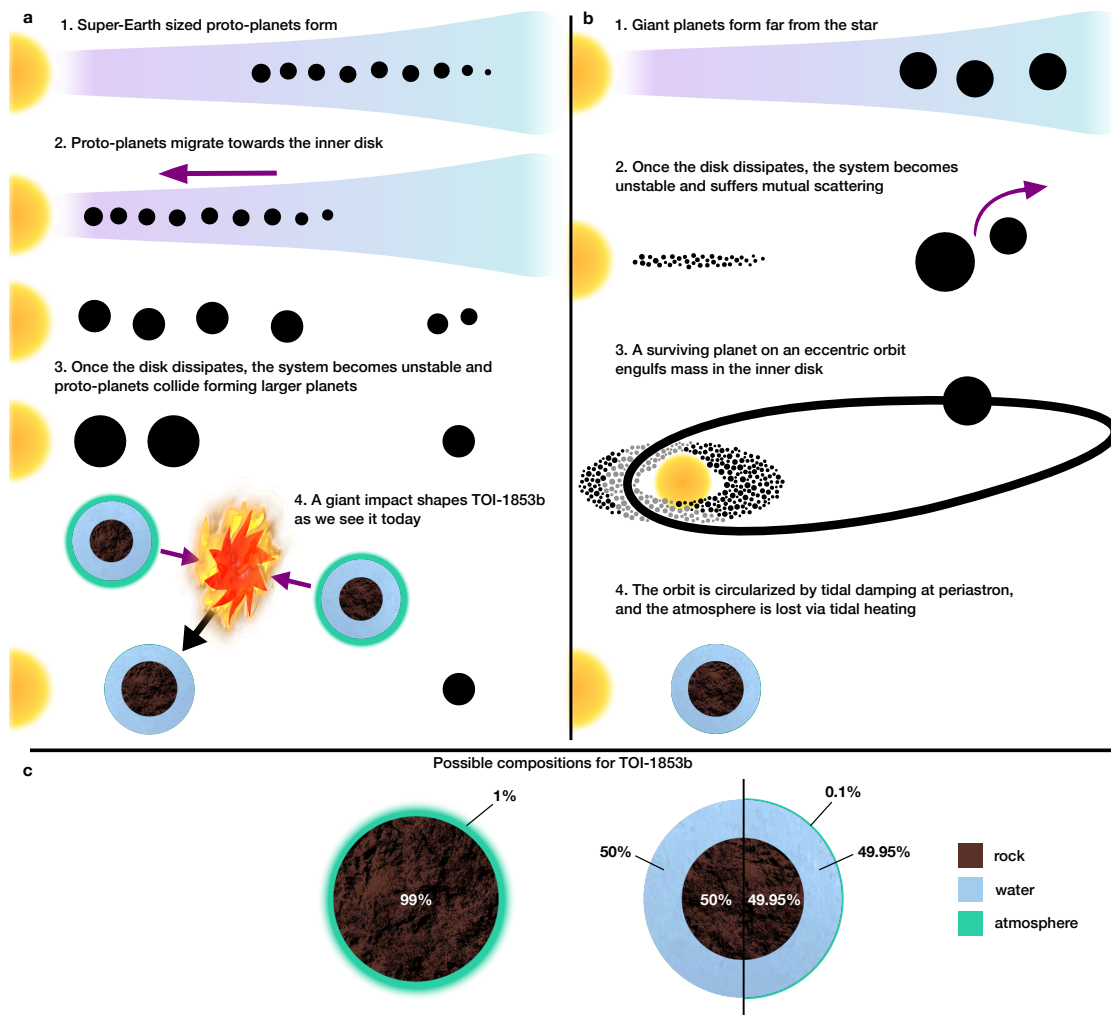 a
1. Super-Earth sized proto-planets form
2. Proto-planets migrate towards the inner disk
3. Once the disk dissipates, the system becomes unstable and
proto-planets collide forming larger planets
4. A giant impact shapes TOI-1853b
as we see it today
b
1. Giant planets form far from the star
2. Once the disk dissipates, the system becomes
unstable and suffers mutual scattering
3. A surviving planet on an eccentric orbit
engulfs mass in the inner disk
4. The orbit is circularized by tidal damping at periastron,
and the atmosphere is lost via tidal heating
c
Possible compositions for TOI-1853b
1%
99%
0.1%
50%
49.95%
50%
49.95%
rock
water
atmosphere